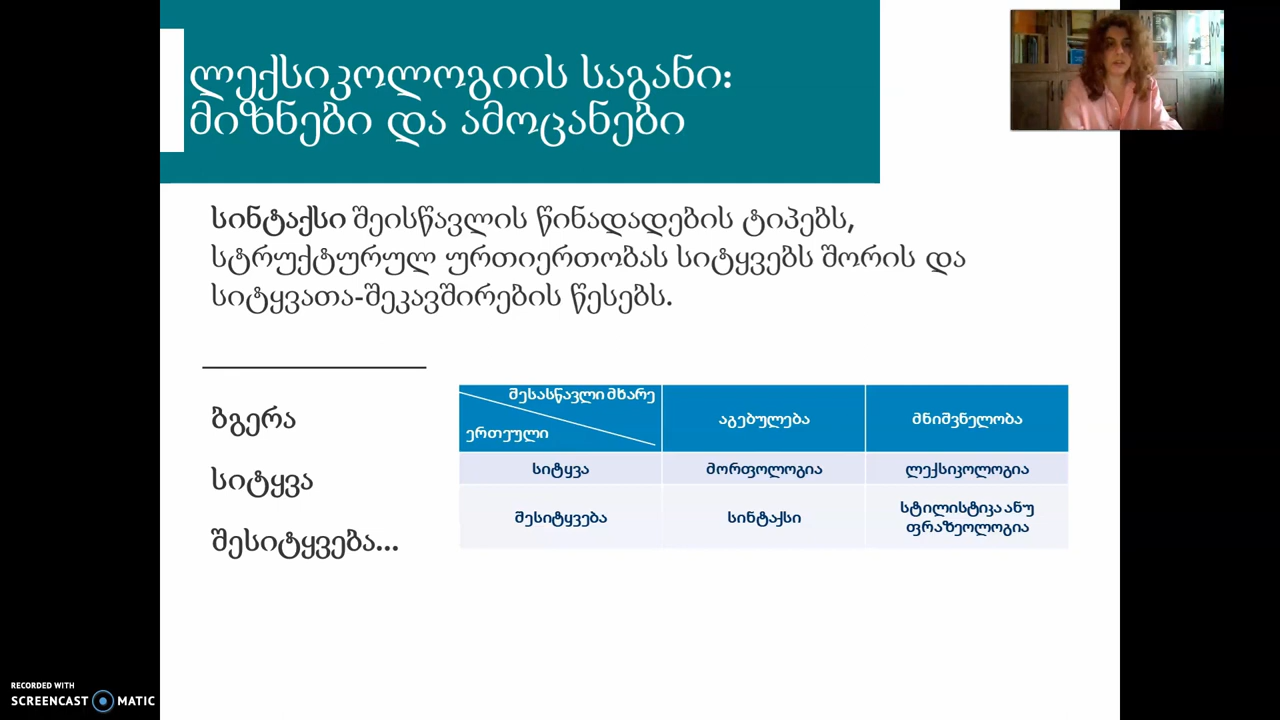 ლექსიკოლოგიის საგანი:
მიზნები და ამოცანები
სინტაქსი შეისწავლის წინადადების ტიპებს,
სტრუქტურულ ურთიერთობას სიტყვებს შორის და
სიტყვათა-შეკავშირების წესებს.
ბგერა
სიტყვა
შესიტყვება...
შესასწავლი მხარე
ერთეული
აგებულება
მნიშვნელობა
სიტყვა
მორფოლოგია
ლექსიკოლოგია
შესიტყვება
სინტაქსი
სტილისტიკა ანუ
ფრაზეოლოგია
RECORDED WITH
SCREENCAST MATIC